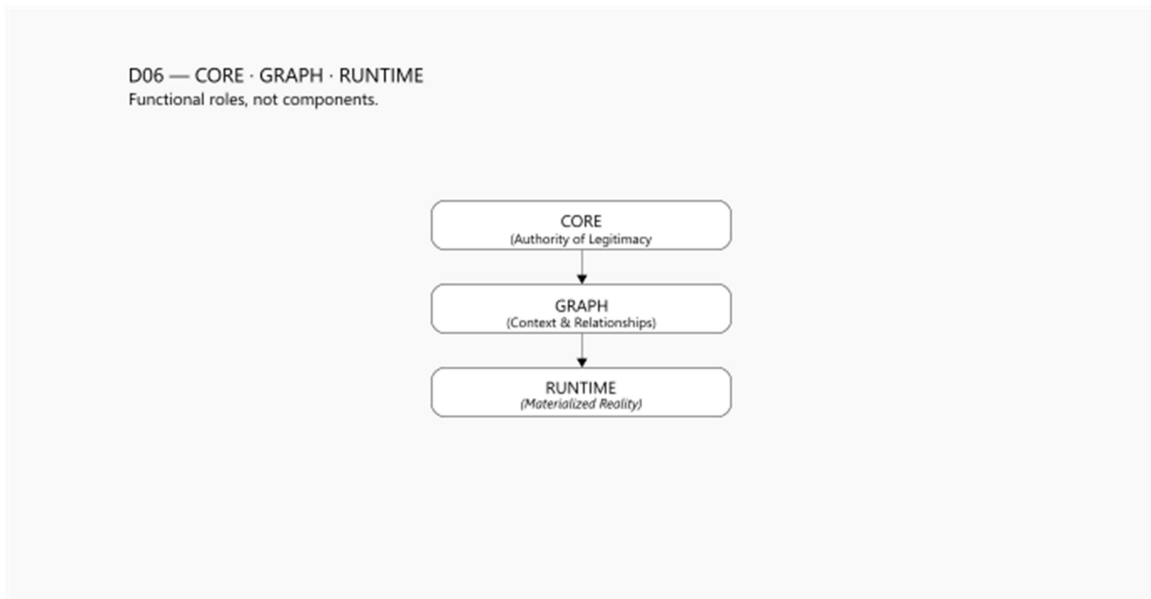 D06 — CORE · GRAPH · RUNTIME
Functional roles, not components.
CORE
(Authority of Legitimacy
GRAPH
(Context & Relationships)
RUNTIME
(Materialized Reality)